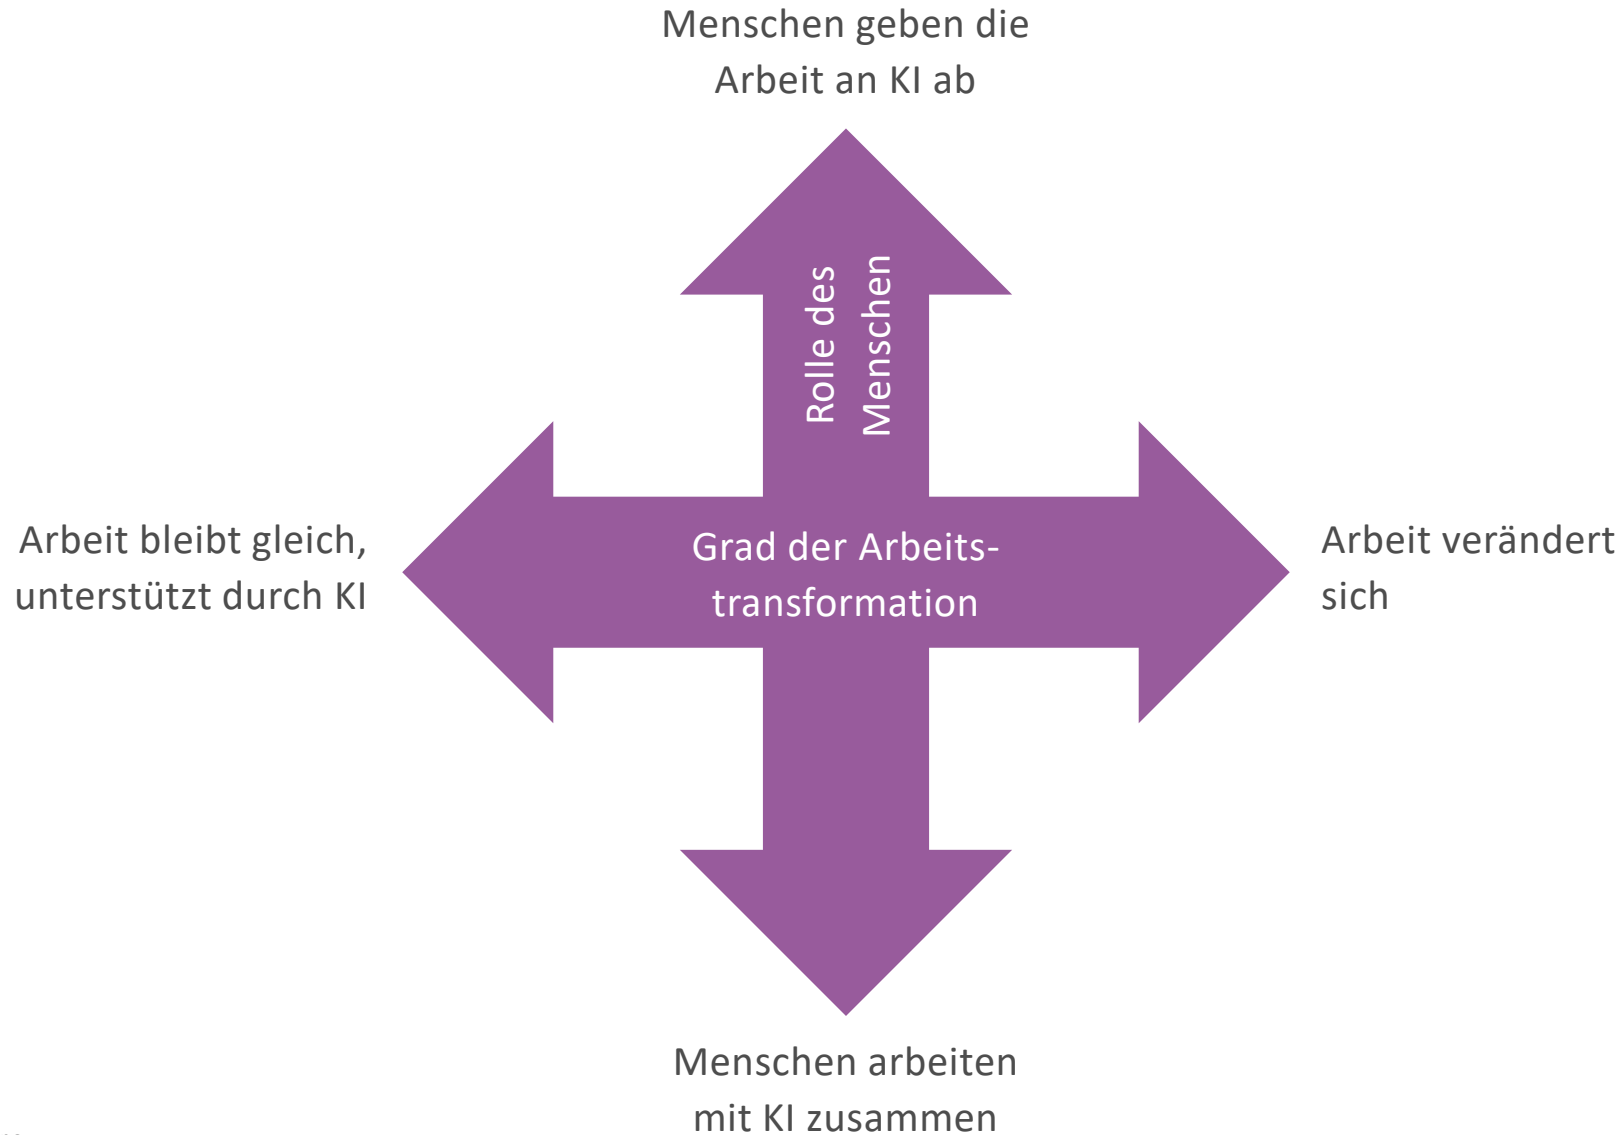 Menschen geben die
Arbeit an KI ab
Rolle des
Menschen
Arbeit bleibt gleich,
unterstützt durch KI
Grad der Arbeits-
transformation
Arbeit verändert
sich
Menschen arbeiten
mit KI zusammen